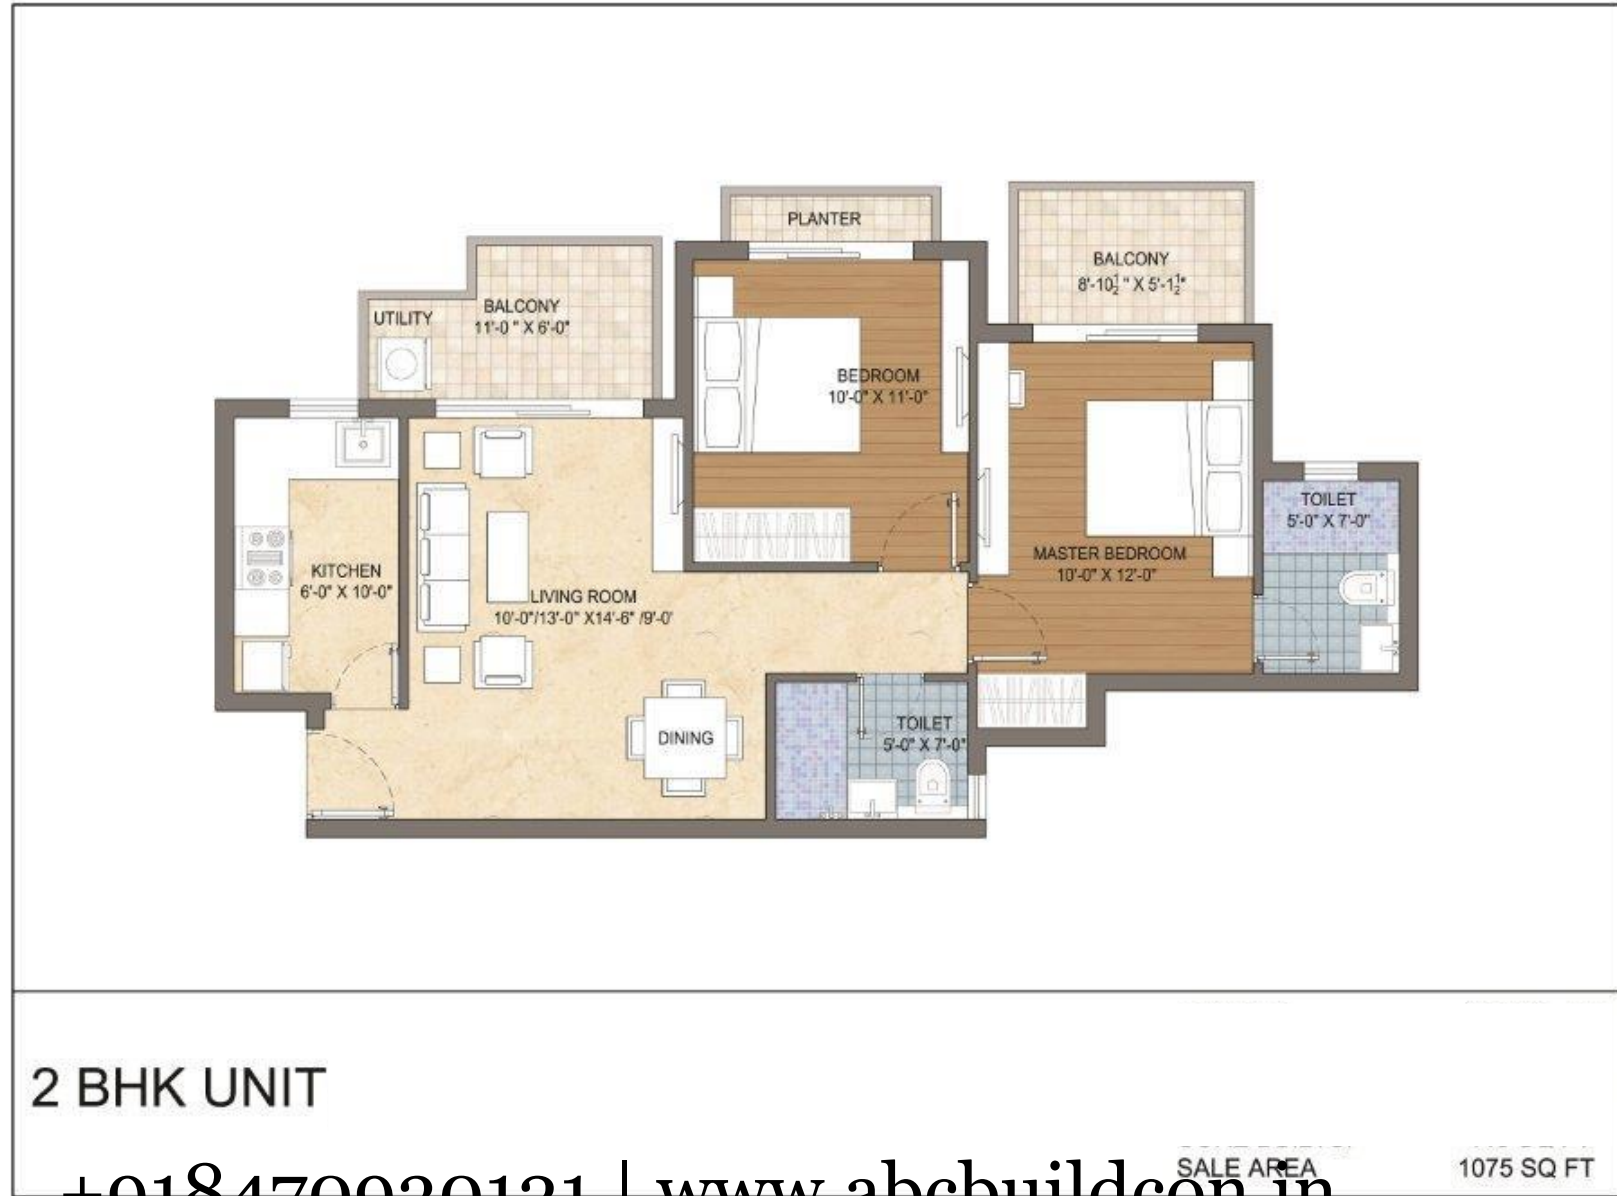 PLANTER
BALCONY
8'-10½" X 5'-1½"
UTILITY
BALCONY
11'-0" X 6'-0"
BEDROOM
10'-0" X 11'-0"
TOILET
5'-0" X 7'-0"
MASTER BEDROOM
10'-0" X 12'-0"
KITCHEN
6'-0" X 10'-0"
LIVING ROOM
10'-0"/13'-0" X14'-6" /9'-0'
DINING
TOILET
5'-0" X 7'-0"
2 BHK UNIT
SALE AREA 1075 SQ FT
| www.abcbuildcon.in